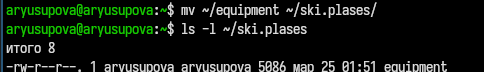 aryusupova@aryusupova:~$ mv ~/equipment ~/ski.plases/
aryusupova@aryusupova:~$ ls -l ~/ski.plases
итого 8
-rw-r--r--. 1 aryusupova aryusupova 5086 мар 25 01:51 equipment